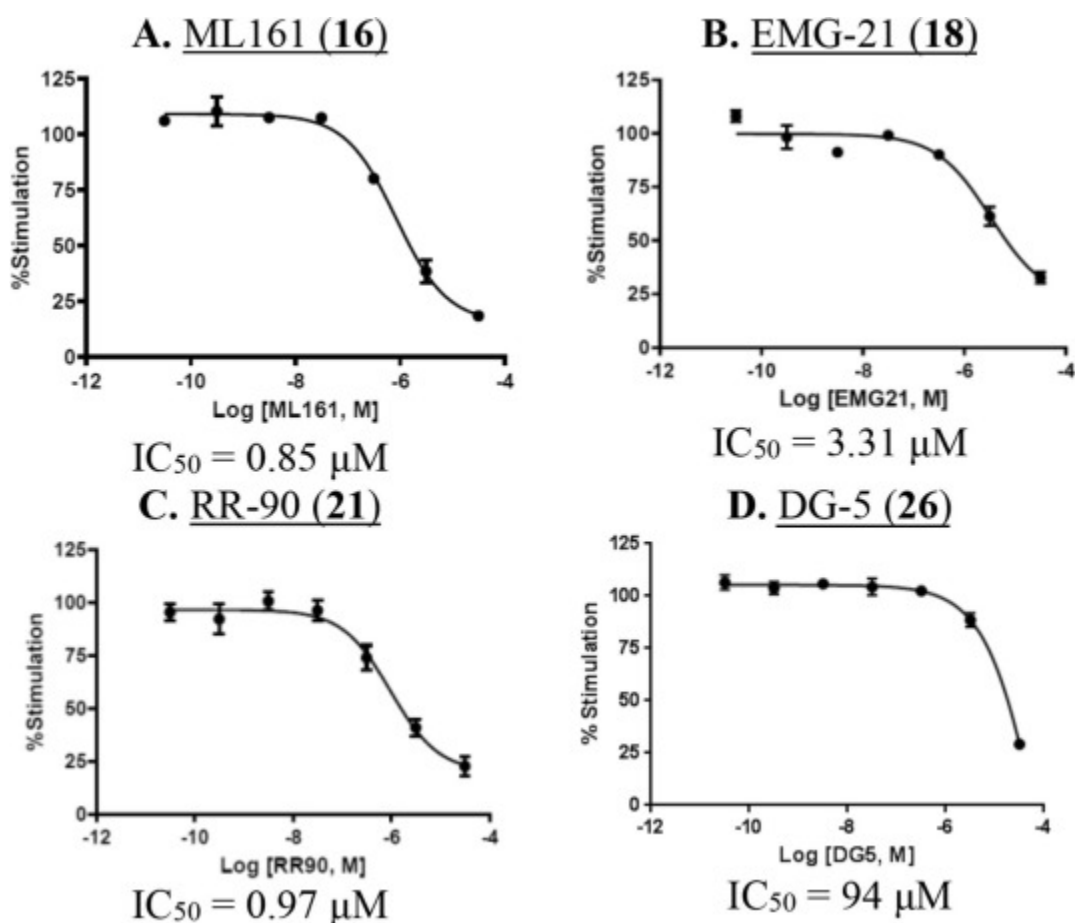 A. ML161 (16)
%Stimulation
125
100
75
50
25
0
-12
-10
-8
-6
-4
Log [ML161, M]
IC50 = 0.85 μM
B. EMG-21 (18)
%Stimulation
125
100
75
50
25
0
-12
-10
-8
-6
-4
Log [EMG21, M]
IC50 = 3.31 μM
C. RR-90 (21)
%Stimulation
125
100
75
50
25
0
-12
-10
-8
-6
-4
Log [RR90, M]
IC50 = 0.97 μM
D. DG-5 (26)
% Stimulation
125
100
75
50
25
0
-12
-10
-8
-6
-4
Log [DG5, M]
IC50 = 94 μM